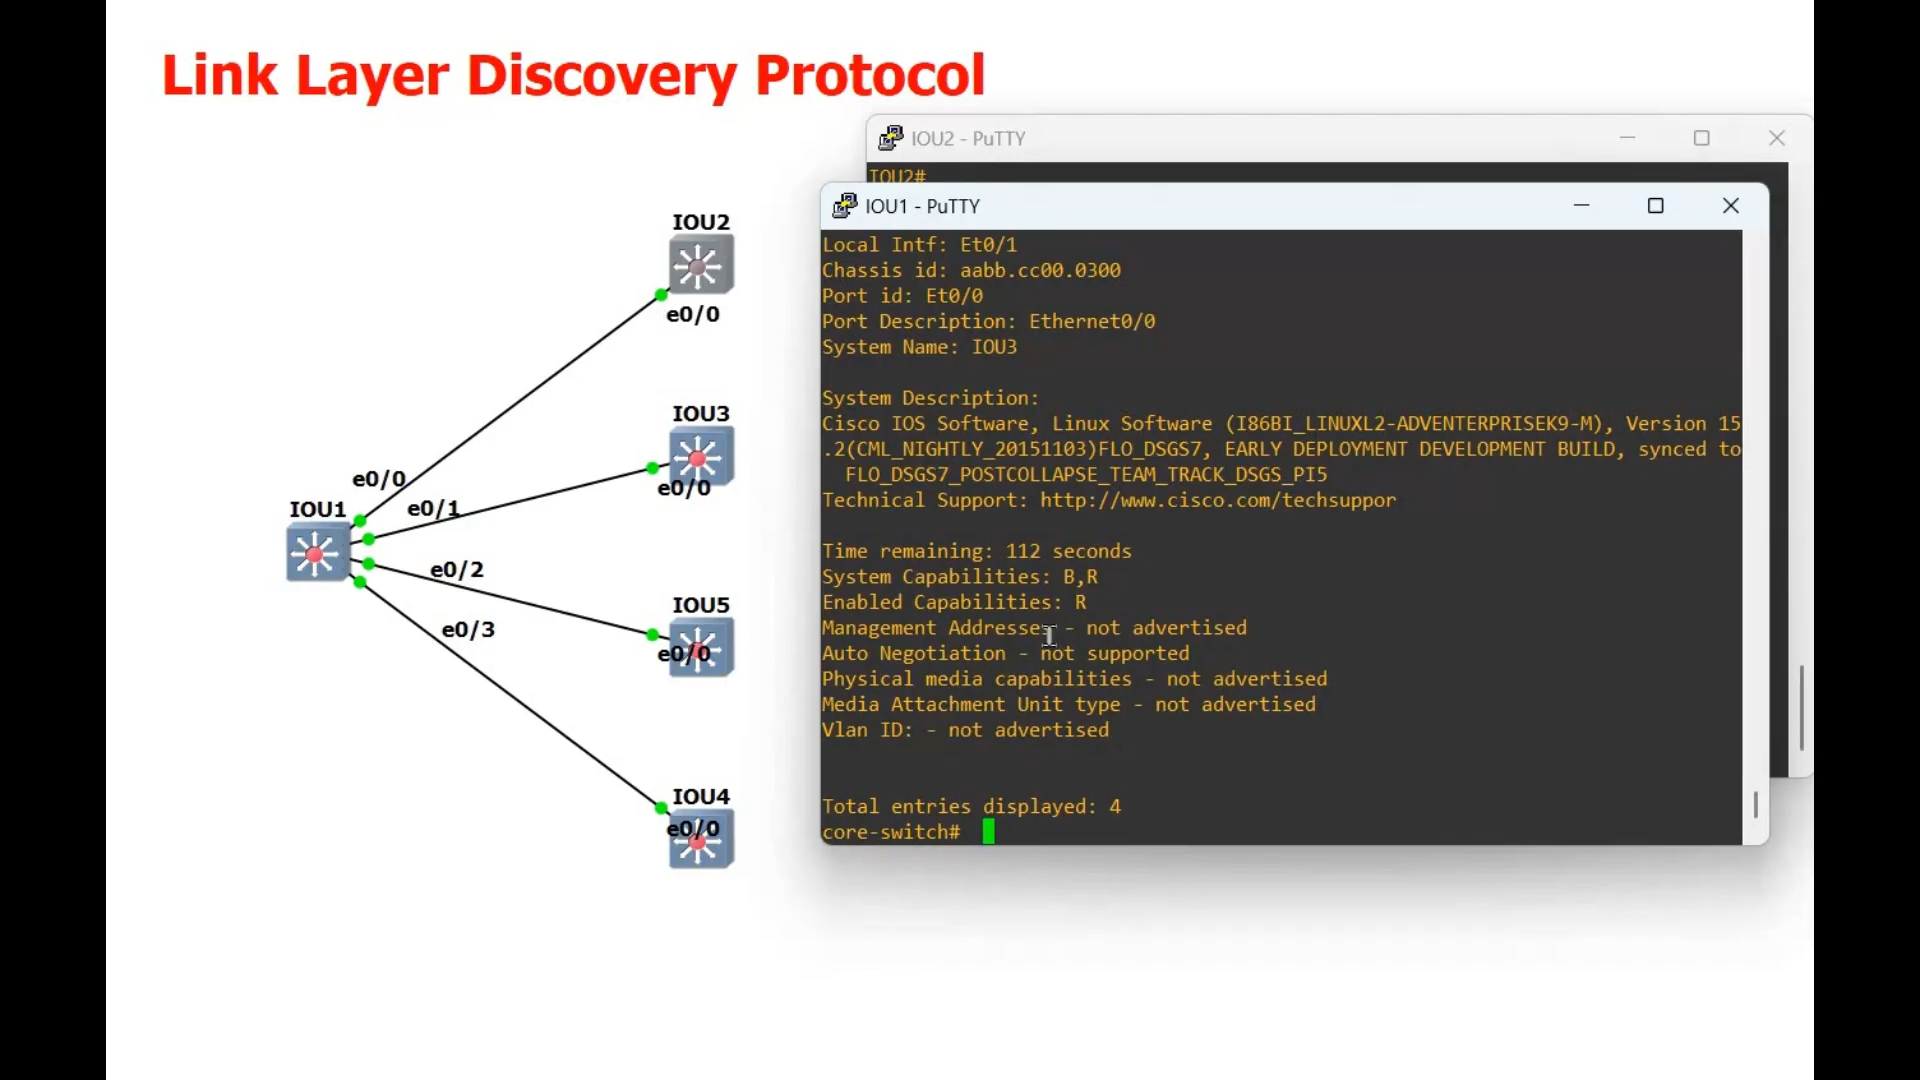 Link Layer Discovery Protocol
IOU2 - PuTTY
IOU2#
IOU1 - PuTTY
Local Intf: Et0/1
Chassis id: aabb.cc00.0300
Port id: Et0/0
Port Description: Ethernet0/0
System Name: IOU3
System Description:
Cisco IOS Software, Linux Software (I86BI_LINUXL2-ADVENTERPRISEK9-M), Version 15
.2(CML_NIGHTLY_20151103)FLO_DSGS7, EARLY DEPLOYMENT DEVELOPMENT BUILD, synced to
FLO_DSGS7_POSTCOLLAPSE_TEAM_TRACK_DSGS_PI5
Technical Support: http://www.cisco.com/techsuppor
Time remaining: 112 seconds
System Capabilities: B,R
Enabled Capabilities: R
Management Addresses - not advertised
Auto Negotiation - not supported
Physical media capabilities - not advertised
Media Attachment Unit type - not advertised
Vlan ID: - not advertised
Total entries displayed: 4
core-switch#
IOU2
e0/0
IOU3
e0/0
e0/0
e0/1
IOU1
e0/2
e0/3
IOU5
e0/0
IOU4
e0/0